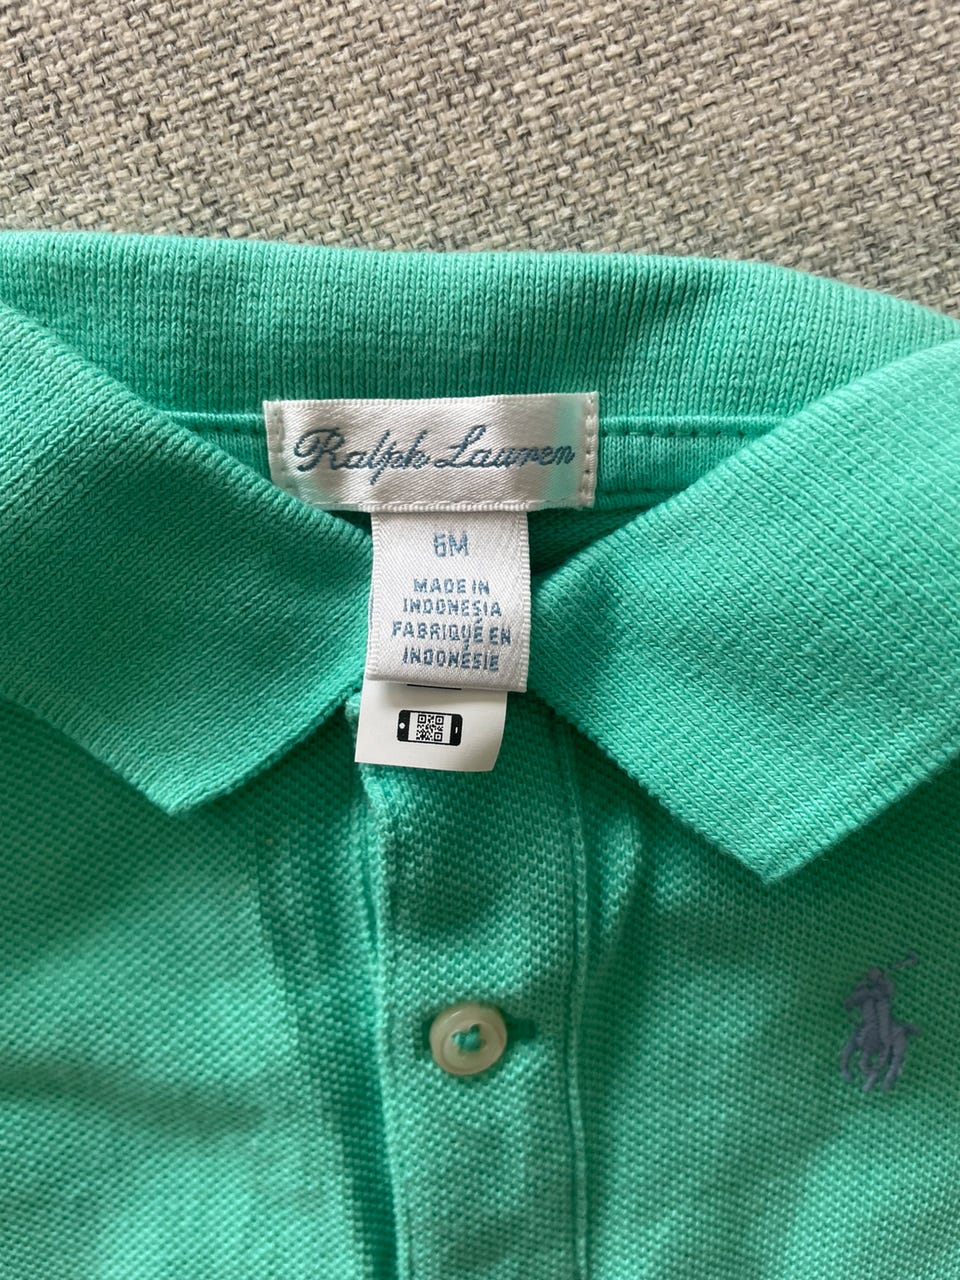 Ralph Lauren
6M
MADE IN
INDONESIA
FABRIQUÉ EN
INDONÉSIE